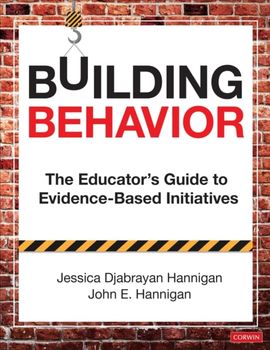 BUILDING
BEHAVIOR
The Educator's Guide to
Evidence-Based Initiatives
Jessica Djabrayan Hannigan
John E. Hannigan
CORWIN